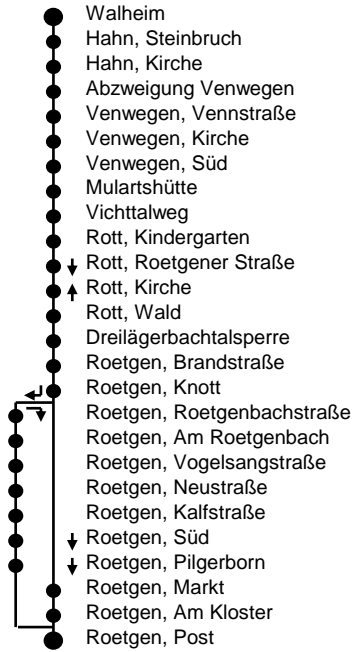 Walheim
Hahn, Steinbruch
Hahn, Kirche
Abzweigung Venwegen
Venwegen, Vennstraße
Venwegen, Kirche
Venwegen, Süd
Mulartshütte
Vichttalweg
Rott, Kindergarten
Rott, Roetgener Straße
Rott, Kirche
Rott, Wald
Dreilägerbachtalsperre
Roetgen, Brandstraße
Roetgen, Knott
Roetgen, Roetgenbachstraße
Roetgen, Am Roetgenbach
Roetgen, Vogelsangstraße
Roetgen, Neustraße
Roetgen, Kalfstraße
Roetgen, Süd
Roetgen, Pilgerborn
Roetgen, Markt
Roetgen, Am Kloster
Roetgen, Post